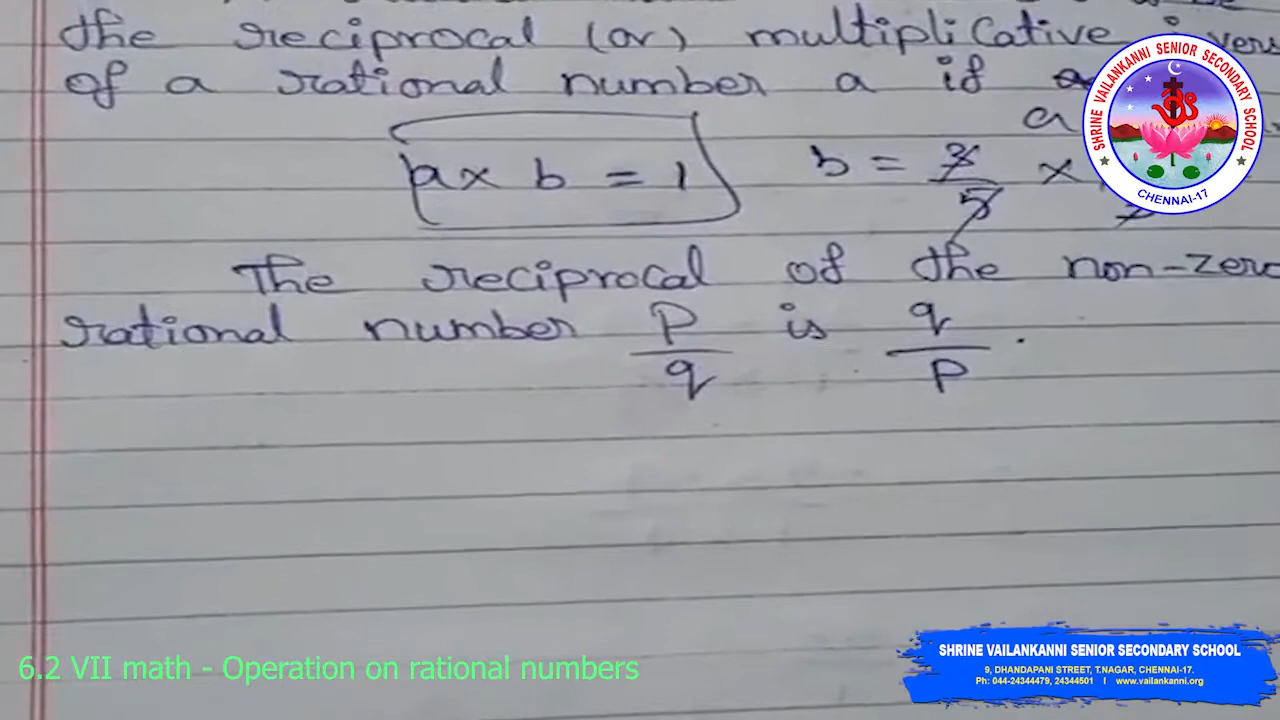 the reciprocal (or) multiplicative
of a rational number a if
a
a × b = 1 b = 3/5 ×
The reciprocal of the non-zero
rational number p/q is q/p.
SHRINE VAILANKANNI SENIOR SECONDARY SCHOOL
CHENNAI-17
6.2 VII math - Operation on rational numbers
SHRINE VAILANKANNI SENIOR SECONDARY SCHOOL
9, DHANDAPANI STREET, T.NAGAR, CHENNAI-17.
Ph: 044-24344479, 24344501 I www.vailankanni.org